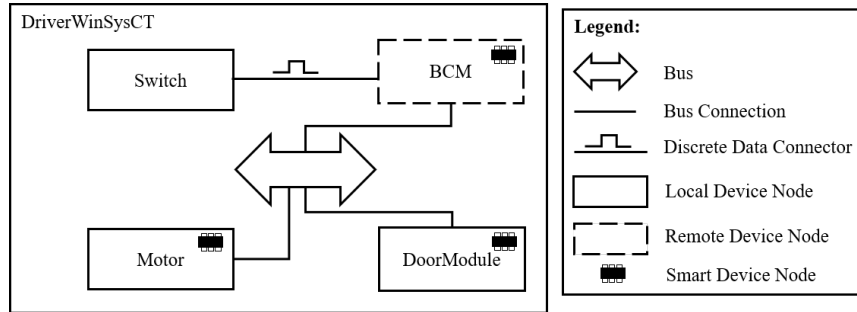 DriverWinSysCT
Switch
BCM
Motor
DoorModule
Legend:
Bus
Bus Connection
Discrete Data Connector
Local Device Node
Remote Device Node
Smart Device Node